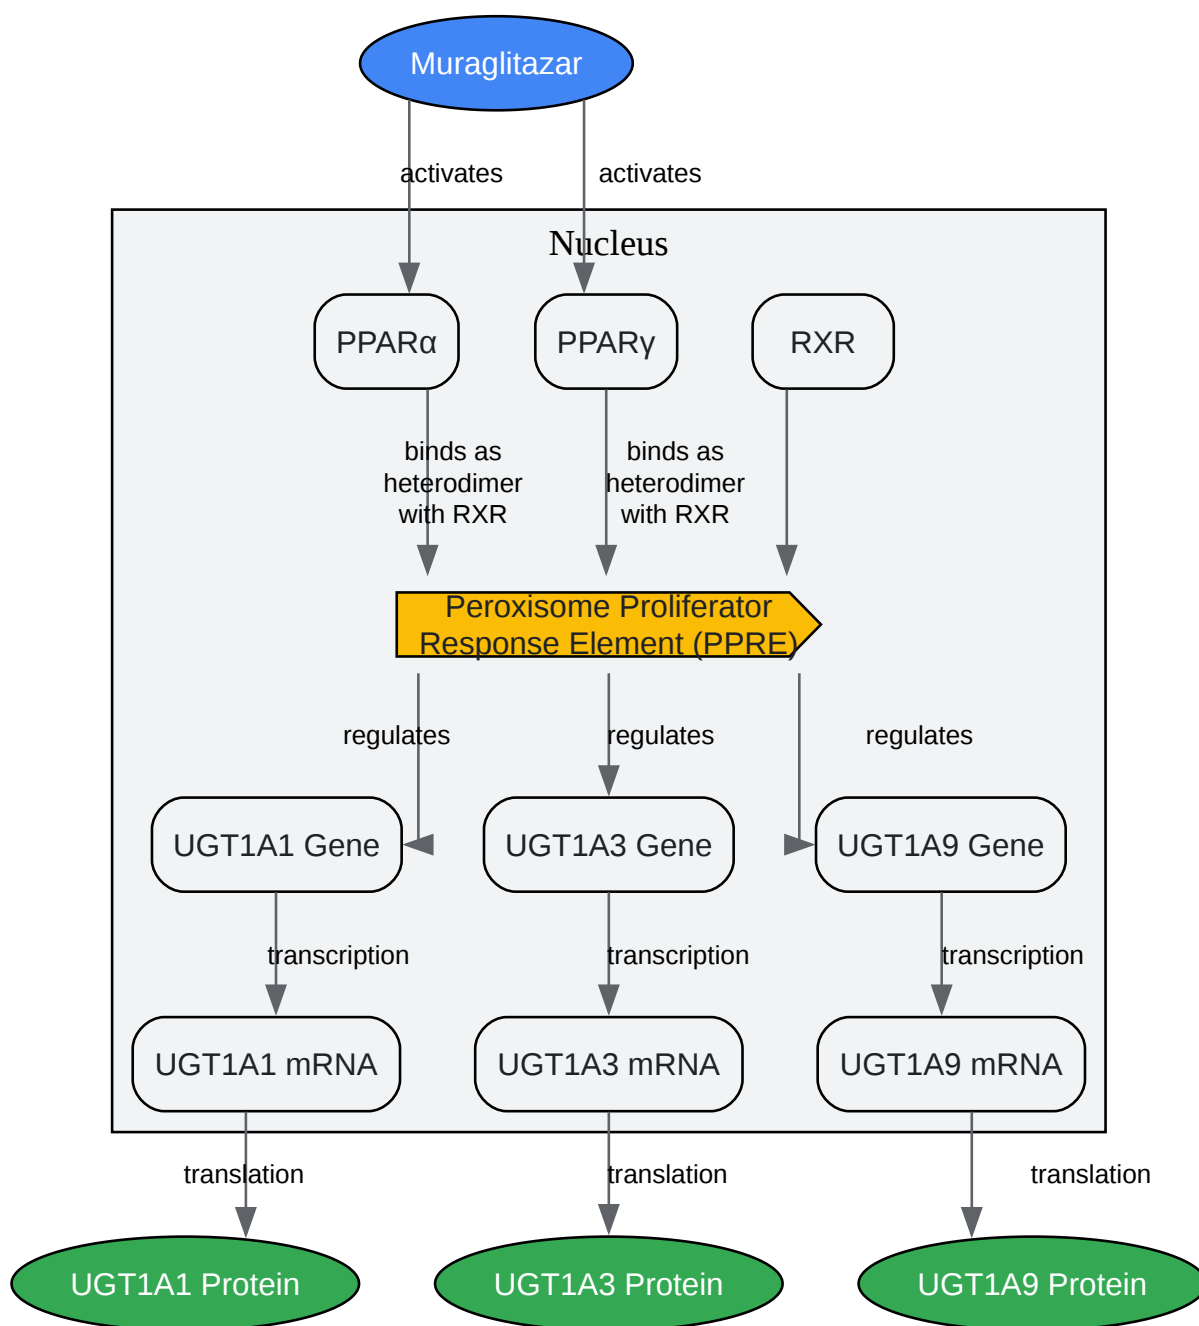 Muraglitazar
activates
activates
Nucleus
PPARα
PPARγ
RXR
binds as
heterodimer
with RXR
binds as
heterodimer
with RXR
Peroxisome Proliferator
Response Element (PPRE)
regulates
regulates
regulates
UGT1A1 Gene
UGT1A3 Gene
UGT1A9 Gene
transcription
transcription
transcription
UGT1A1 mRNA
UGT1A3 mRNA
UGT1A9 mRNA
translation
translation
translation
UGT1A1 Protein
UGT1A3 Protein
UGT1A9 Protein